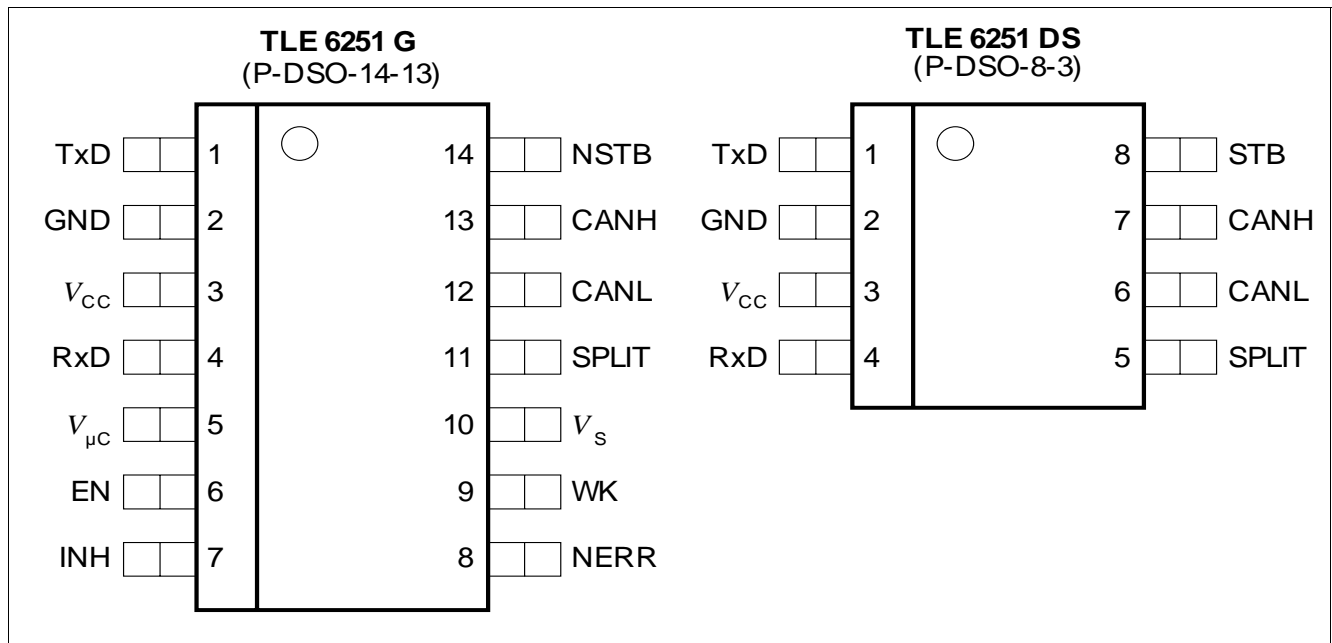 TLE 6251 G
(P-DSO-14-13)
TxD 1 14 NSTB
GND 2 13 CANH
VCC 3 12 CANL
RxD 4 11 SPLIT
VµC 5 10 VS
EN 6 9 WK
INH 7 8 NERR
TLE 6251 DS
(P-DSO-8-3)
TxD 1 8 STB
GND 2 7 CANH
VCC 3 6 CANL
RxD 4 5 SPLIT